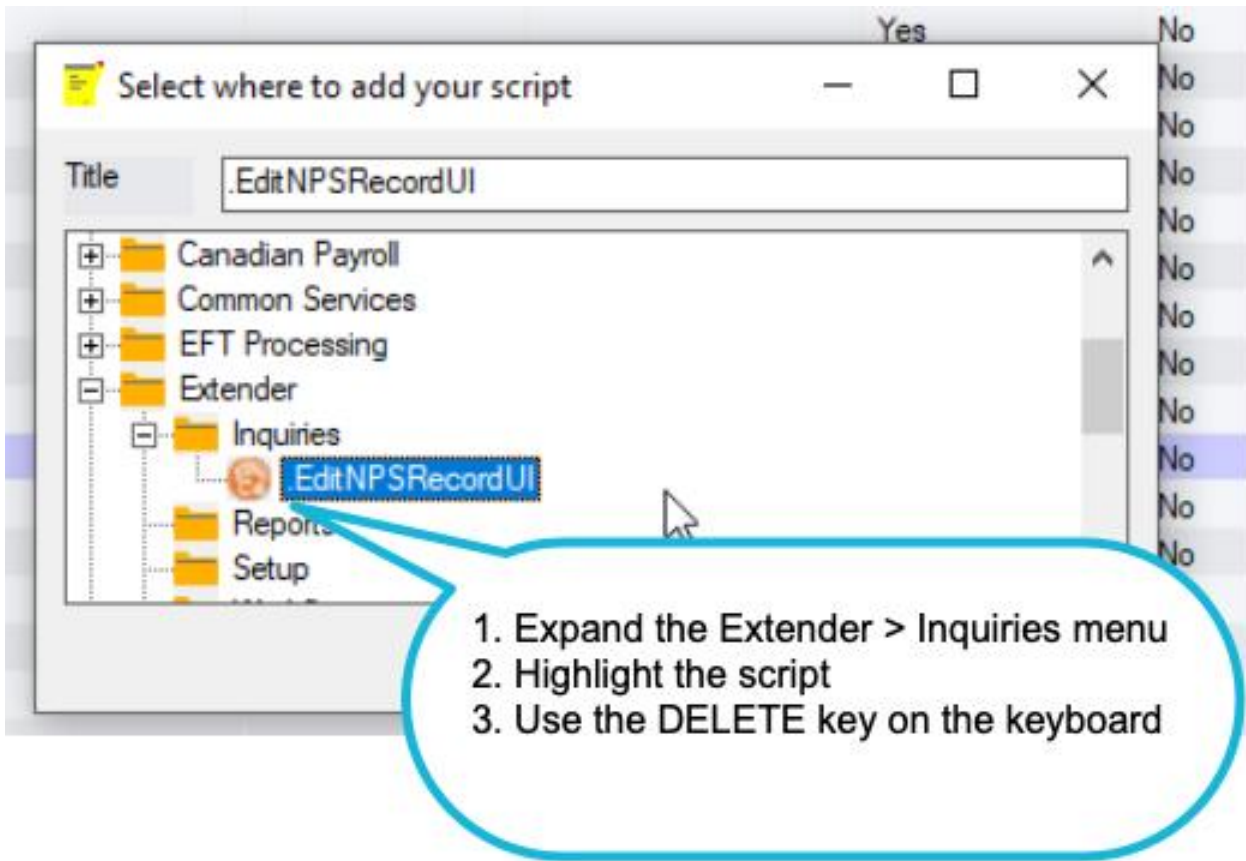 Yes No
Select where to add your script
No
No
Title .EditNPSRecordUI
No
No
Canadian Payroll
No
Common Services
No
EFT Processing
No
Extender
No
Inquiries
No
.EditNPSRecordUI
Reports
No
Setup
No
1. Expand the Extender > Inquiries menu
2. Highlight the script
3. Use the DELETE key on the keyboard